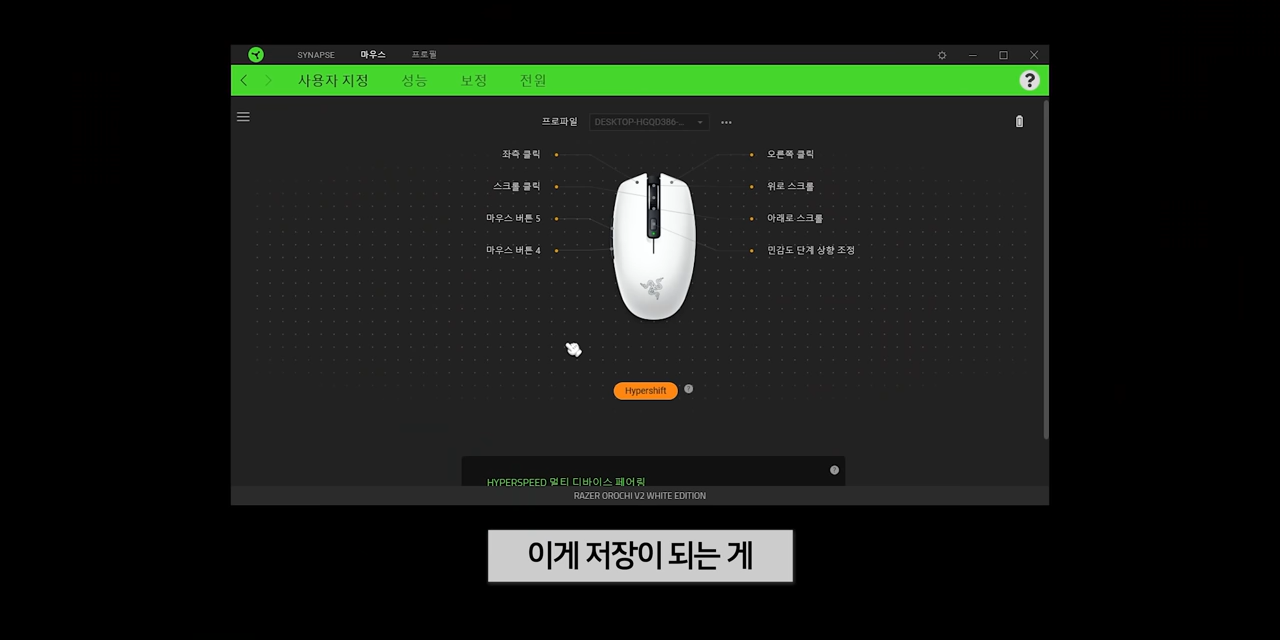 SYNAPSE 마우스 프로필
사용자 지정 성능 보정 전원
?
프로파일 DESKTOP-HGQD386-... •••
좌측 클릭 오른쪽 클릭
스크롤 클릭 위로 스크롤
마우스 버튼 5 아래로 스크롤
마우스 버튼 4 민감도 단계 상향 조정
Hypershift ?
HYPERSPEED 멀티 디바이스 페어링
RAZER OROCHI V2 WHITE EDITION
이게 저장이 되는 게